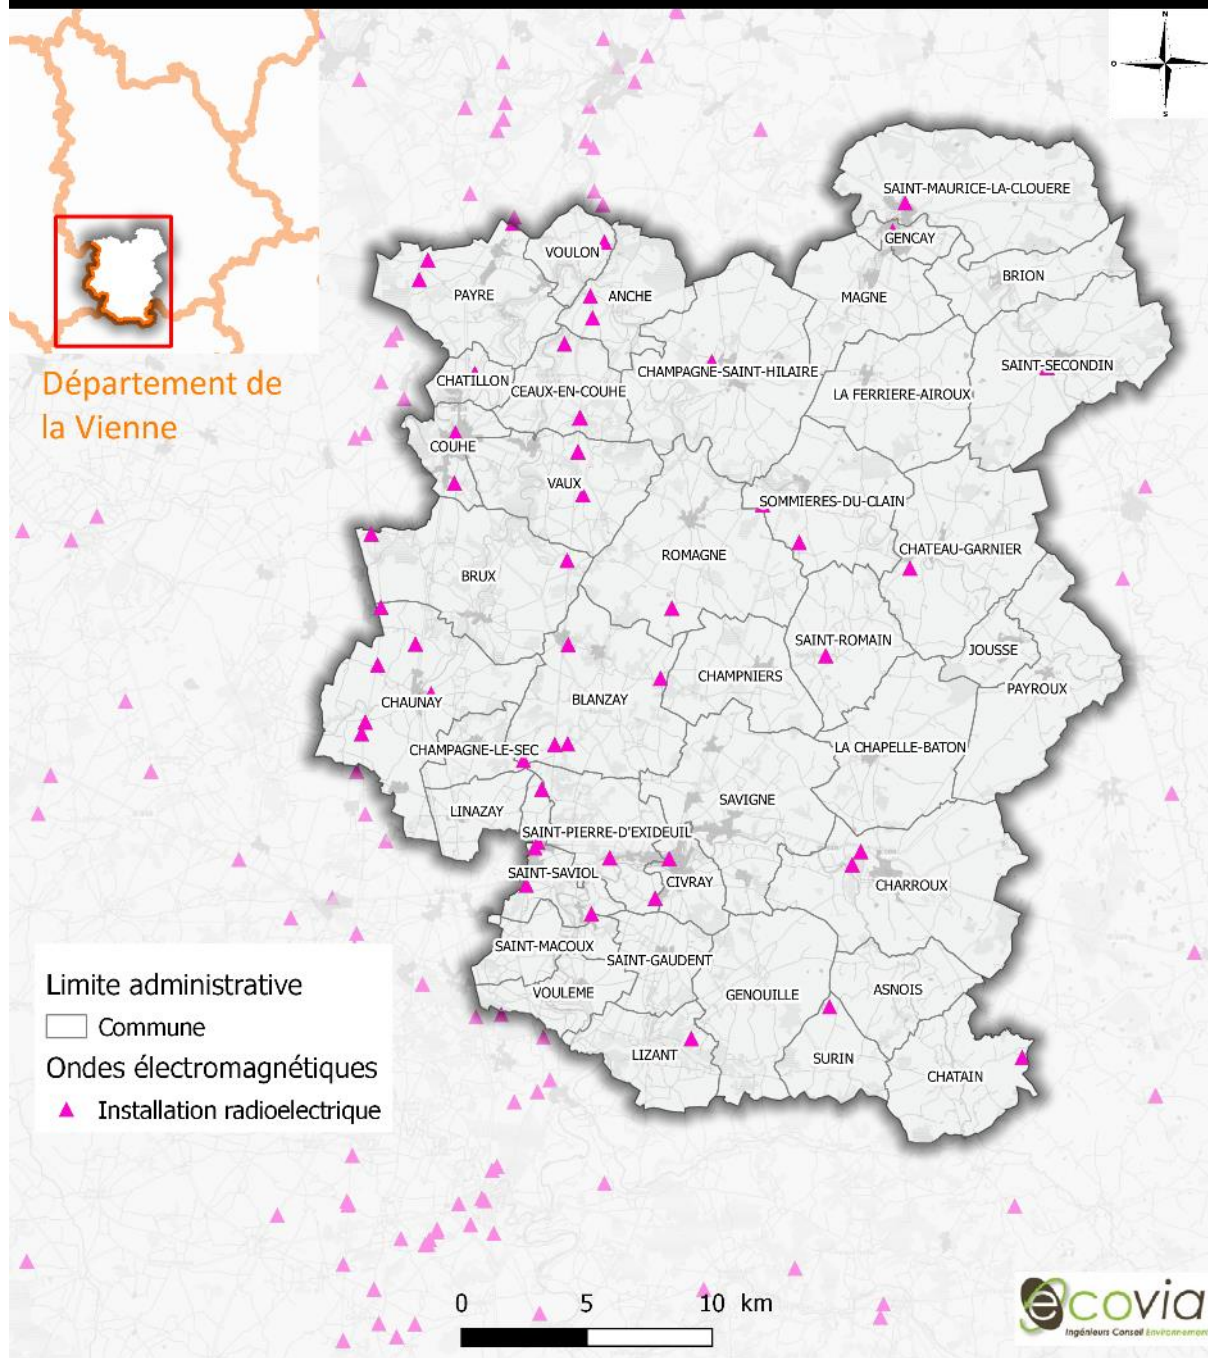 N
O
S
SAINT-MAURICE-LA-CLOUERE
GENCAY
VOULON
BRION
PAYRE
ANCHE
MAGNE
SAINT-SECONDIN
CHATILLON
CHAMPAGNE-SAINT-HILAIRE
CEAUX-EN-COUHE
LA FERRIERE-AIROUX
Département de
la Vienne
COUHE
VAUX
SOMMIERES-DU-CLAIN
ROMAGNE
CHATEAU-GARNIER
BRUX
SAINT-ROMAIN
JOUSSE
CHAMPNIERS
PAYROUX
CHAUNAY
BLANZAY
CHAMPAGNE-LE-SEC
LA CHAPELLE-BATON
LINAZAY
SAVIGNE
SAINT-PIERRE-D'EXIDEUIL
SAINT-SAVIOL
CIVRAY
CHARROUX
SAINT-MACOUX
SAINT-GAUDENT
VOULEME
GENOUILLE
ASNOIS
LIZANT
SURIN
CHATAIN
Limite administrative
Commune
Ondes électromagnétiques
Installation radioelectrique
0 5 10 km
ecovia
Ingénieurs Conseil Environnement